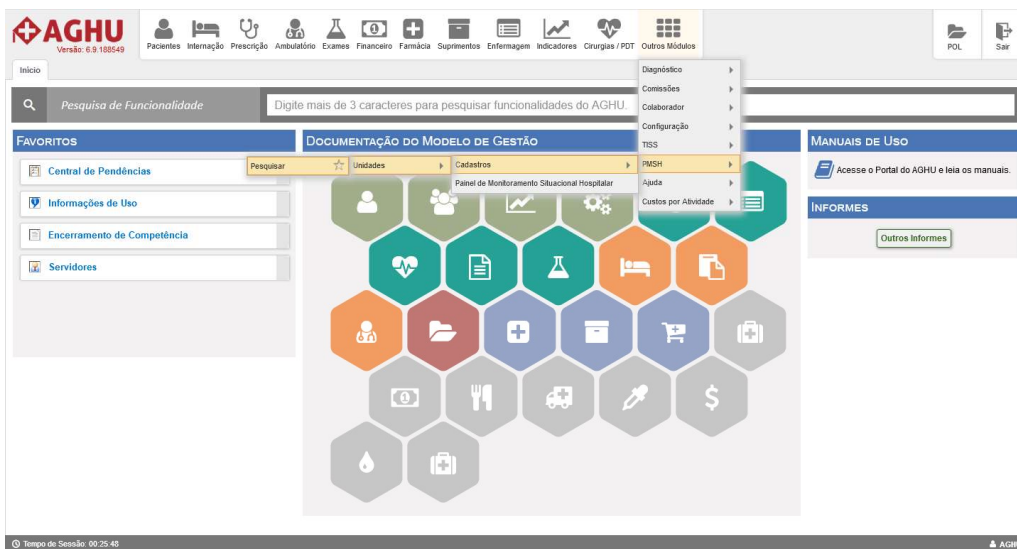 AGHU
Versão: 6.9.188549
Pacientes Internação Prescrição Ambulatório Exames Financeiro Farmácia Suprimentos Enfermagem Indicadores Cirurgias / PDT Outros Módulos
POL Sair
Início
Pesquisa de Funcionalidade
Digite mais de 3 caracteres para pesquisar funcionalidades do AGHU.
Diagnóstico
Comissões
Colaborador
Configuração
TISS
PMSH
Ajuda
Custos por Atividade
Cadastros
Painel de Monitoramento Situacional Hospitalar
Unidades
Pesquisar
FAVORITOS
Central de Pendências
Informações de Uso
Encerramento de Competência
Servidores
DOCUMENTAÇÃO DO MODELO DE GESTÃO
MANUAIS DE USO
Acesse o Portal do AGHU e leia os manuais.
INFORMES
Outros Informes
Tempo de Sessão: 00:25:48
AGHU